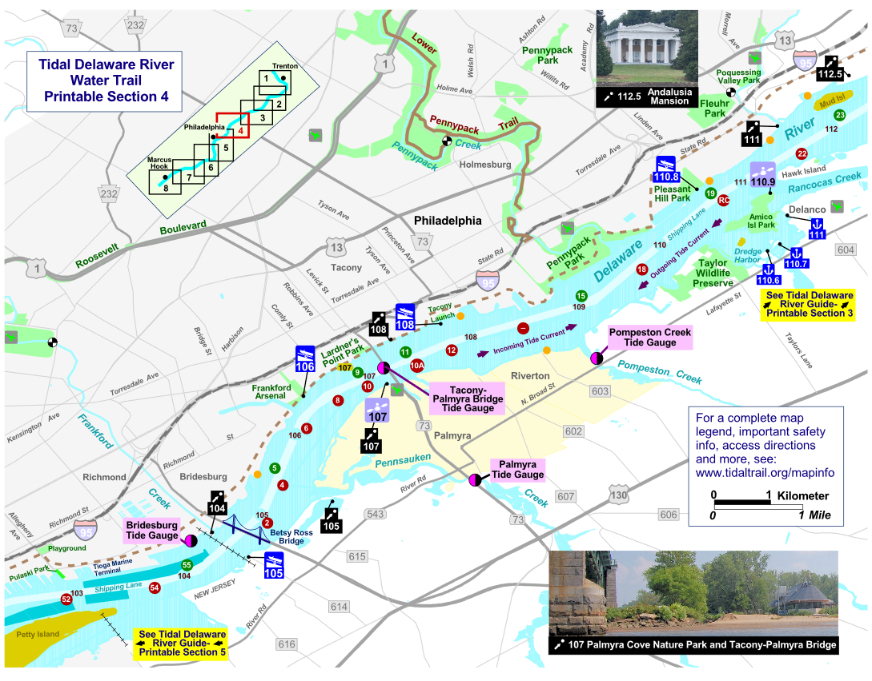 Tidal Delaware River
Water Trail
Printable Section 4
Trenton
1
2
3
Philadelphia
4
5
6
7
8
Marcus
Hook
73
232
232
1
1
13
13
95
95
95
73
Lower
Pennypack
Trail
Pennypack
Creek
Holmesburg
Welsh Rd
Holme Ave
Ashton Rd
Willits Rd
Academy Rd
Pennypack
Park
112.5 Andalusia
Mansion
Morrell Ave
Poquessing
Valley Park
Fleuhr
Park
112.5
Mud Isl
23
112
River
111
22
Linden Ave
State Rd
Torresdale Ave
110.8
Pleasant
Hill Park
19
RC
111
110.9
Hawk Island
Rancocas Creek
Delanco
Amico
Isl Park
111
Dredge
Harbor
110.7
110.6
604
Shipping Lane
110
Outgoing Tide Current
18
Taylor
Wildlife
Preserve
Lafayette St
See Tidal Delaware
River Guide-
Printable Section 3
Taylors Lane
Roosevelt
Boulevard
Tyson Ave
Philadelphia
Princeton Ave
Tyson Ave
Tacony
Levick St
Torresdale Ave
Robbins Ave
Comly St
Harbison
Bridge St
State Rd
Pennypack
Park
Delaware
15
109
Tacony
Launch
108
108
108
Incoming Tide Current
12
11
10A
Lardner's
Point Park
107
9
107
10
106
Frankford
Arsenal
8
107
107
Tacony-
Palmyra Bridge
Tide Gauge
Pompeston Creek
Tide Gauge
Pompeston Creek
Riverton
N. Broad St
603
602
73
Palmyra
Pennsauken
Creek
River Rd
Palmyra
Tide Gauge
607
130
606
73
543
Torresdale Ave
Kensington Ave
Frankford
Creek
Richmond
St
Richmond
Bridesburg
Richmond St
Allegheny
Ave
6
106
5
4
105
2
Betsy Ross
Bridge
104
105
105
Bridesburg
Tide Gauge
Playground
Pulaski Park
Tioga Marine
Terminal
Shipping Lane
55
104
54
103
52
NEW JERSEY
River Rd
Petty Island
See Tidal Delaware
River Guide-
Printable Section 5
615
614
616
For a complete map
legend, important safety
info, access directions
and more, see:
www.tidaltrail.org/mapinfo
0 1 Kilometer
0 1 Mile
107 Palmyra Cove Nature Park and Tacony-Palmyra Bridge